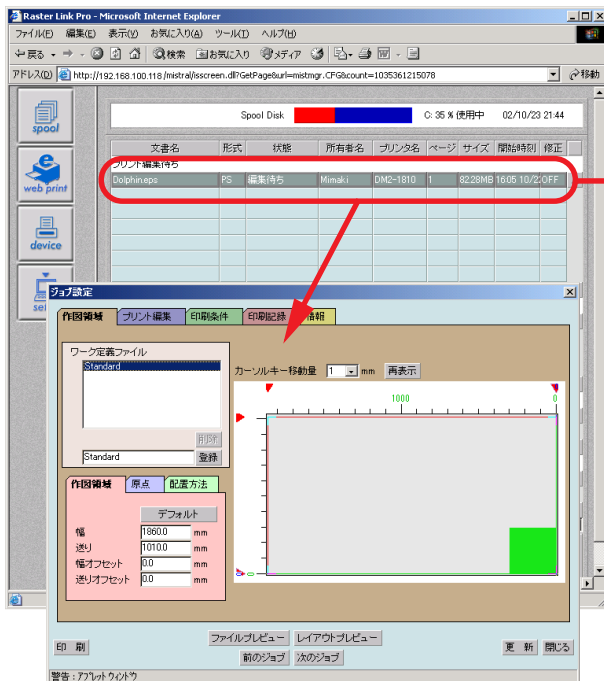 Raster Link Pro - Microsoft Internet Explorer
ファイル(F) 編集(E) 表示(V) お気に入り(A) ツール(T) ヘルプ(H)
戻る 検索 お気に入り メディア
アドレス(D) http://192.168.100.118/mistral/isscreen.dll?GetPage&url=mistmgr.CFG&count=1035361215078 移動
spool
Spool Disk C: 35 % 使用中 02/10/23 21:44
文書名 形式 状態 所有者名 プリンタ名 ページ サイズ 開始時刻 修正
プリント編集待ち
Dolphin.eps PS 編集待ち Mimaki DM2-1810 1 82.28MB 16:05 10/2 OFF
web print
device
ジョブ設定
作図領域 プリント編集 印刷条件 印刷記録 情報
ワーク定義ファイル
Standard
カーソルキー移動量 1 mm 再表示
1000 0
削除
Standard 登録
作図領域 原点 配置方法
デフォルト
幅 1860.0 mm
送り 1010.0 mm
幅オフセット 0.0 mm
送りオフセット 0.0 mm
0
印 刷 ファイルプレビュー レイアウトプレビュー 更 新 閉じる
前のジョブ 次のジョブ
警告 : アプレット ウィンドウ